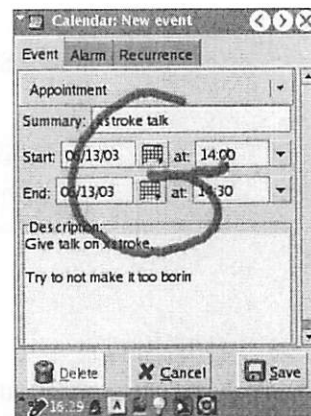 Calendar: New event
Event Alarm Recurrence
Appointment
Summary: xstroke talk
Start: 06/13/03 at: 14:00
End: 06/13/03 at: 14:30
Description:
Give talk on xstroke.
Try to not make it too borin
G
Delete Cancel Save
16:29 A